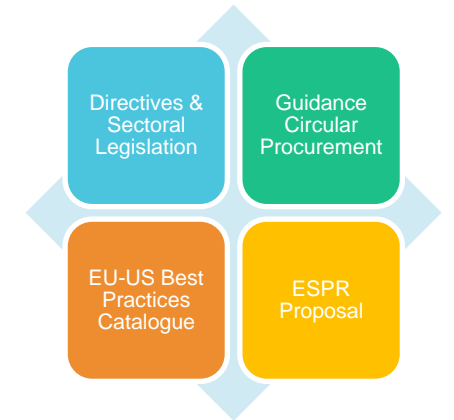 Directives &
Sectoral
Legislation
Guidance
Circular
Procurement
EU-US Best
Practices
Catalogue
ESPR
Proposal